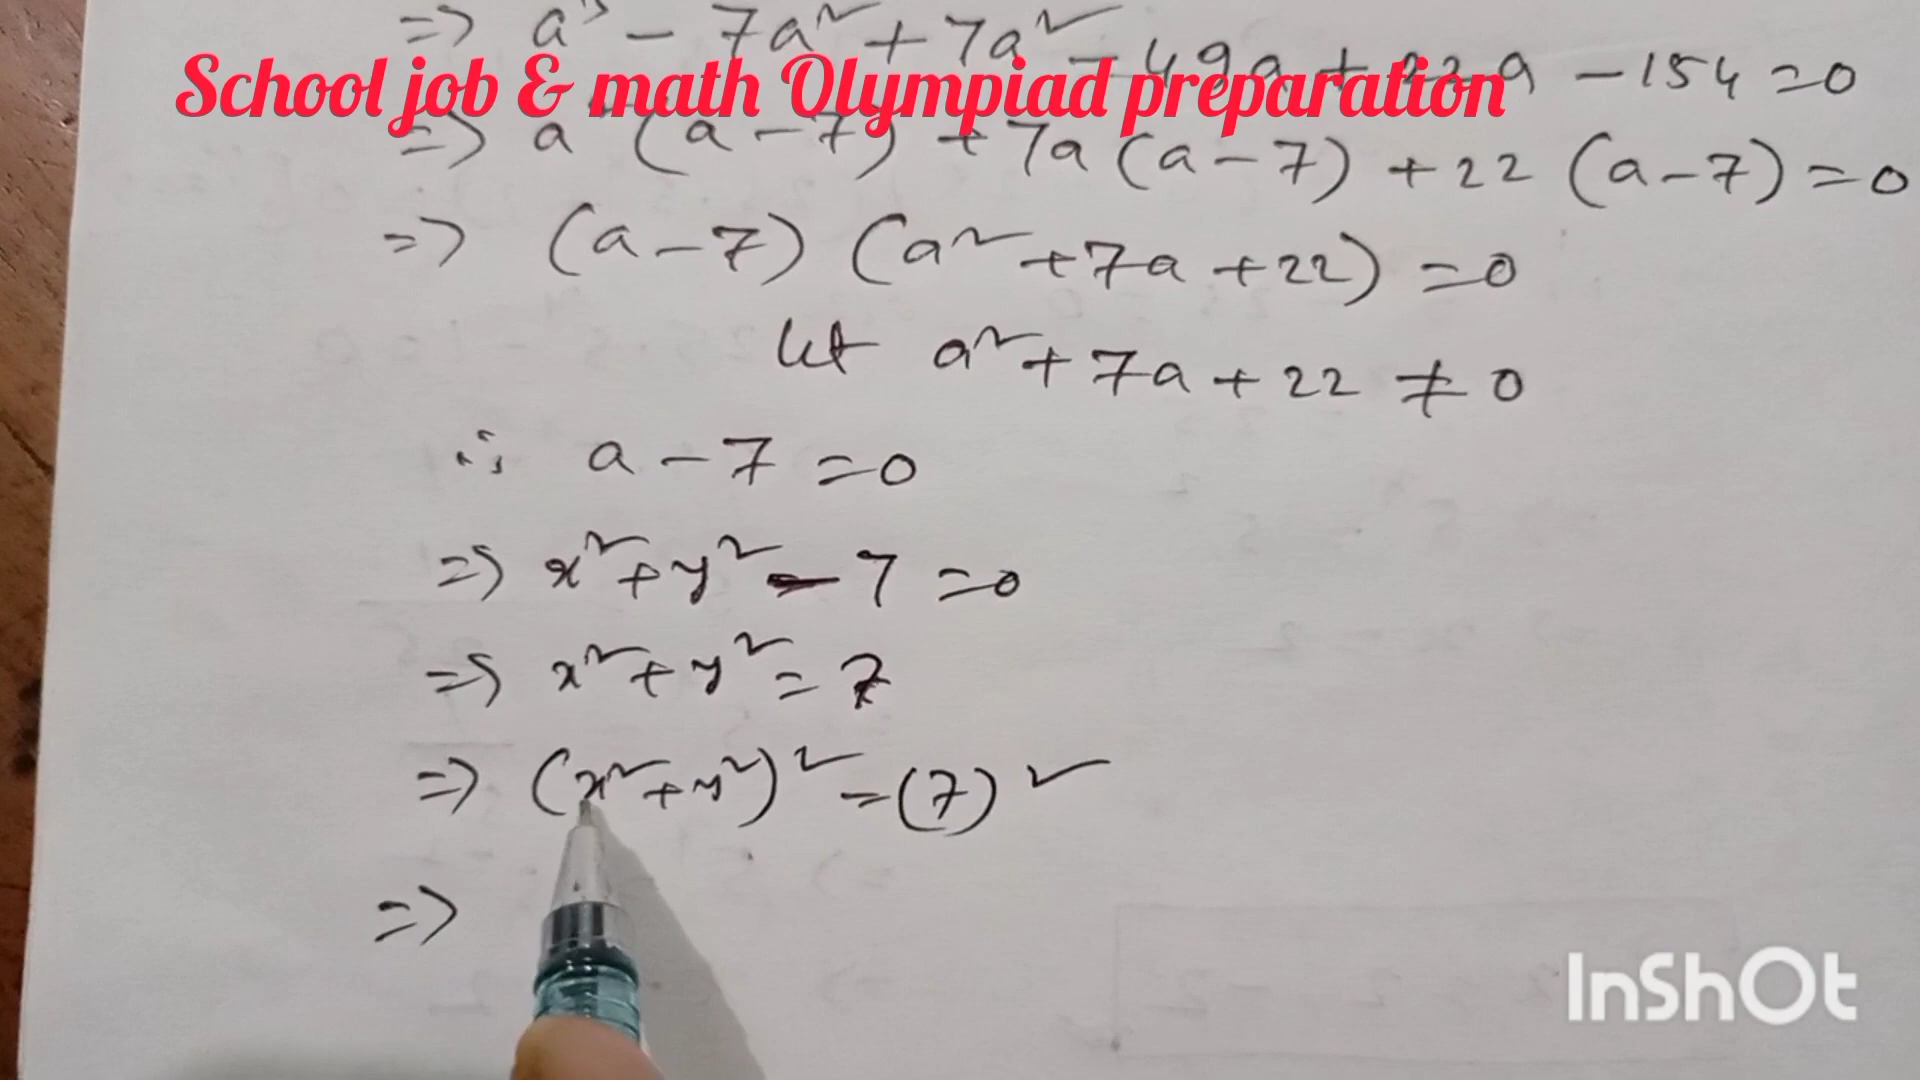 => a³ - 7a² + 7a² - 49a + 22a - 154 = 0
School job & math Olympiad preparation
=> a² (a - 7) + 7a (a - 7) + 22 (a - 7) = 0
=> (a - 7) (a² + 7a + 22) = 0
let a² + 7a + 22 ≠ 0
∴ a - 7 = 0
=> x² + y² - 7 = 0
=> x² + y² = 7
=> (x² + y²)² = (7)²
=>
InShOt